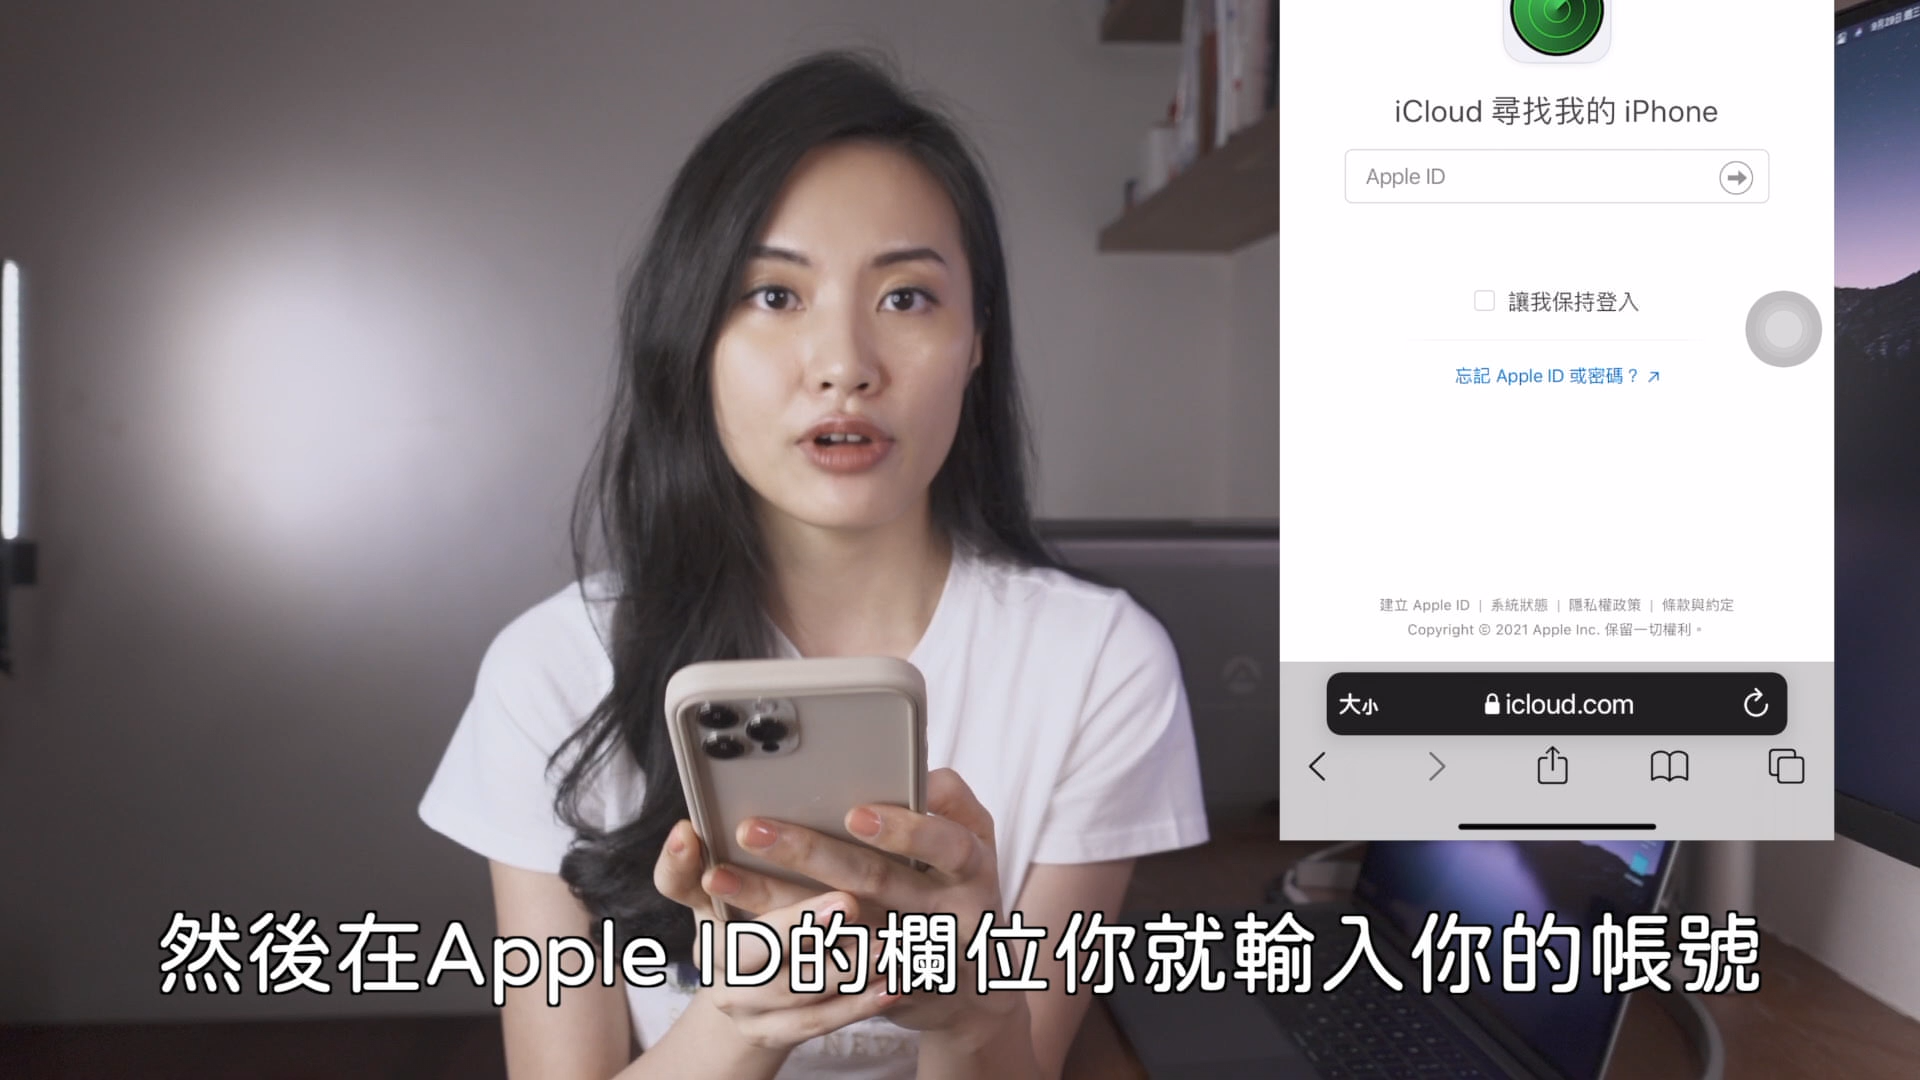 iCloud 尋找我的 iPhone
Apple ID
讓我保持登入
忘記 Apple ID 或密碼？↗
建立 Apple ID | 系統狀態 | 隱私權政策 | 條款與約定
Copyright © 2021 Apple Inc. 保留一切權利。
大小
icloud.com
然後在Apple ID的欄位你就輸入你的帳號